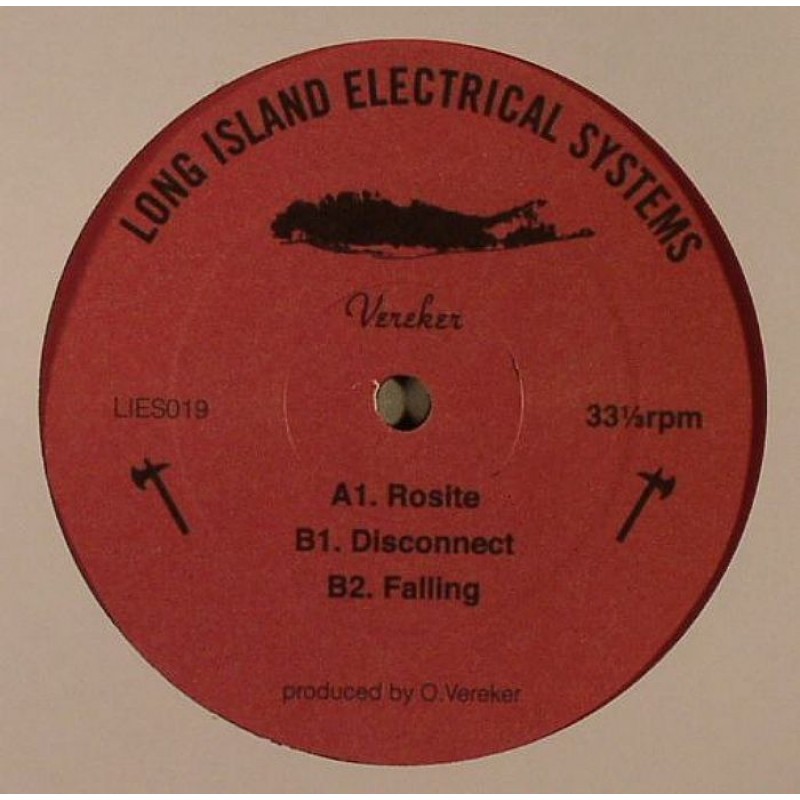 LONG ISLAND ELECTRICAL SYSTEMS
Vereker
LIES019
33⅓rpm
A1. Rosite
B1. Disconnect
B2. Falling
produced by O.Vereker